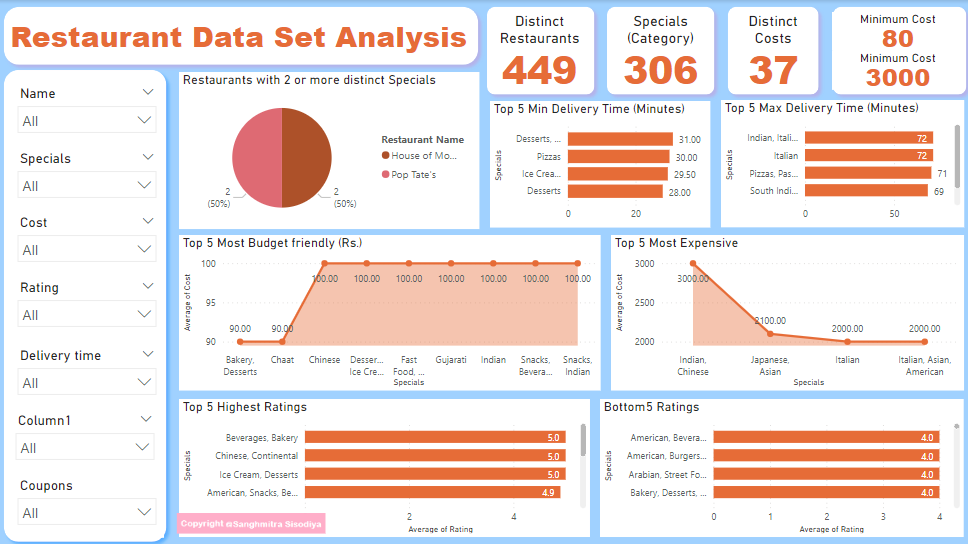 Restaurant Data Set Analysis
Distinct
Restaurants
449
Specials
(Category)
306
Distinct
Costs
37
Minimum Cost
80
Minimum Cost
3000
Name
All
Specials
All
Cost
All
Rating
All
Delivery time
All
Column1
All
Coupons
All
Restaurants with 2 or more distinct Specials
2
(50%)
2
(50%)
Restaurant Name
House of Mo...
Pop Tate's
Top 5 Min Delivery Time (Minutes)
Specials
Desserts, ...
31.00
Pizzas
30.00
Ice Crea...
29.50
Desserts
28.00
0
20
Top 5 Max Delivery Time (Minutes)
Specials
Indian, Itali...
72
Italian
72
Pizzas, Pas...
71
South Indi...
69
0
50
Top 5 Most Budget friendly (Rs.)
Average of Cost
100
95
90
90.00
90.00
100.00
100.00
100.00
100.00
100.00
100.00
100.00
Bakery,
Desserts
Chaat
Chinese
Desser...
Ice Cre...
Fast
Food, ...
Gujarati
Indian
Snacks,
Bevera...
Snacks,
Indian
Specials
Top 5 Most Expensive
Average of Cost
3000
2500
2000
3000.00
2100.00
2000.00
2000.00
Indian,
Chinese
Japanese,
Asian
Italian
Italian, Asian,
American
Specials
Top 5 Highest Ratings
Specials
Beverages, Bakery
5.0
Chinese, Continental
5.0
Ice Cream, Desserts
5.0
American, Snacks, Be...
4.9
2
4
Average of Rating
Copyright @Sanghmitra Sisodiya
Bottom5 Ratings
Specials
American, Bevera...
4.0
American, Burgers...
4.0
Arabian, Street Fo...
4.0
Bakery, Desserts, ...
4.0
0
1
2
3
4
Average of Rating